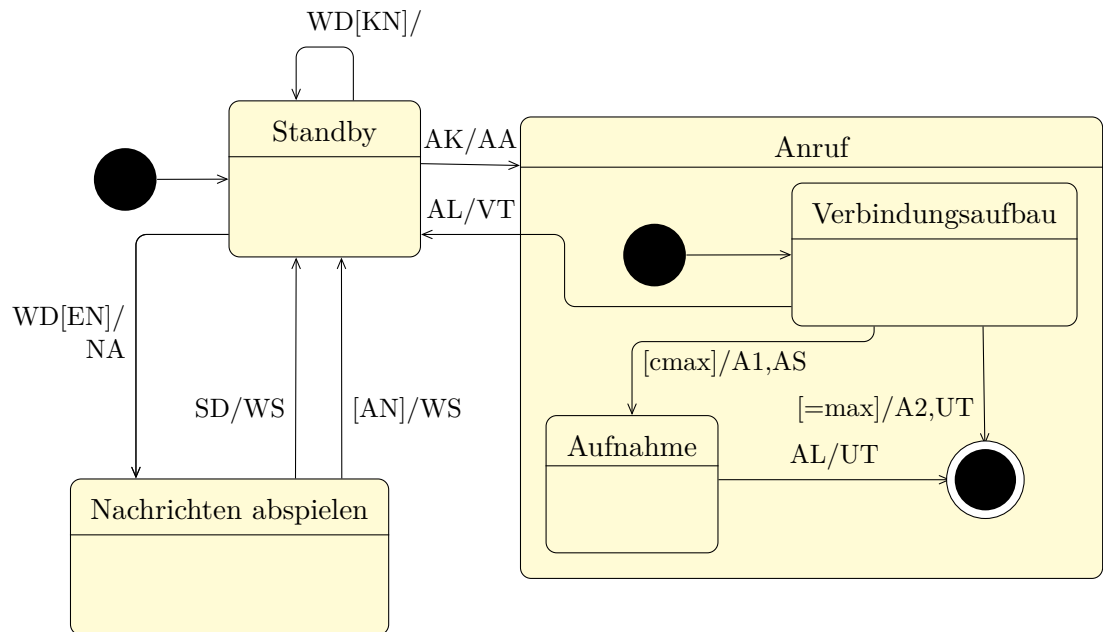 WD[KN]/
Standby
AK/AA
Anruf
AL/VT
Verbindungsaufbau
WD[EN]/
NA
[cmax]/A1,AS
SD/WS
[AN]/WS
[=max]/A2,UT
Aufnahme
AL/UT
Nachrichten abspielen